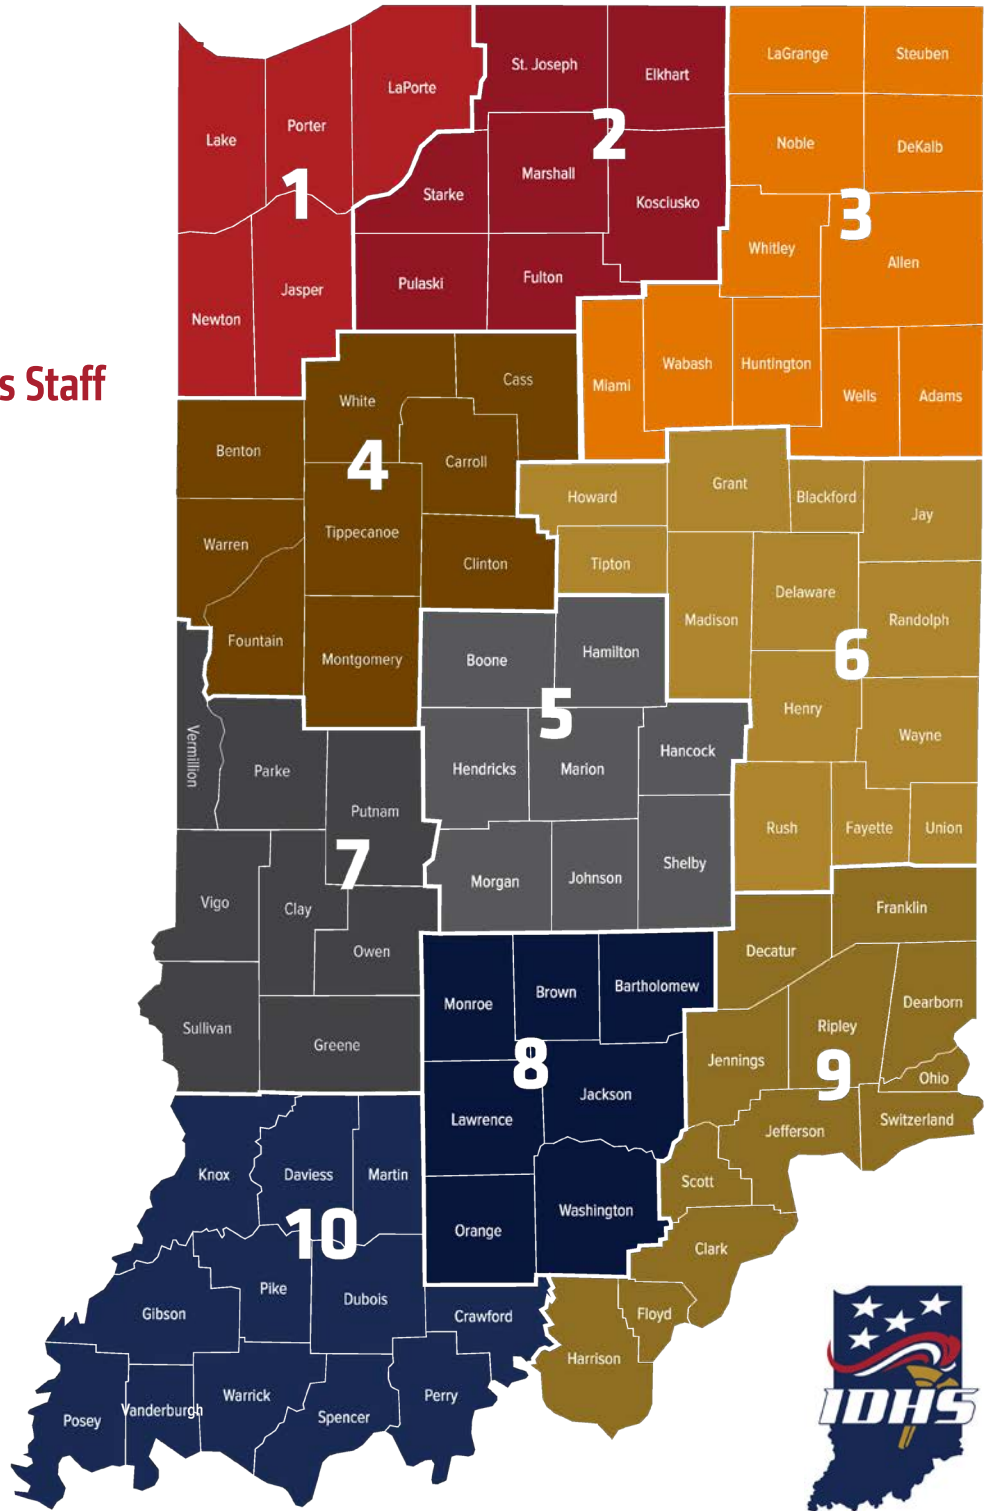 LaGrange
Steuben
St. Joseph
Elkhart
LaPorte
Lake
Porter
2
Noble
DeKalb
Marshall
1
Starke
Kosciusko
3
Whitley
Allen
Jasper
Pulaski
Fulton
Newton
s Staff
Miami
Wabash
Huntington
Wells
Adams
White
Cass
Benton
4
Carroll
Howard
Grant
Blackford
Jay
Warren
Tippecanoe
Clinton
Tipton
Delaware
Madison
Randolph
Fountain
Montgomery
Boone
Hamilton
6
5
Henry
Wayne
Vermillion
Parke
Hendricks
Marion
Hancock
Putnam
7
Rush
Fayette
Union
Vigo
Clay
Morgan
Johnson
Shelby
Franklin
Owen
Decatur
Monroe
Brown
Bartholomew
Dearborn
Sullivan
Greene
Ripley
8
Jennings
9
Ohio
Jackson
Lawrence
Jefferson
Switzerland
Knox
Daviess
Martin
Scott
Washington
10
Orange
Clark
Gibson
Pike
Dubois
Crawford
Floyd
Harrison
Posey
Vanderburgh
Warrick
Spencer
Perry
IDHS